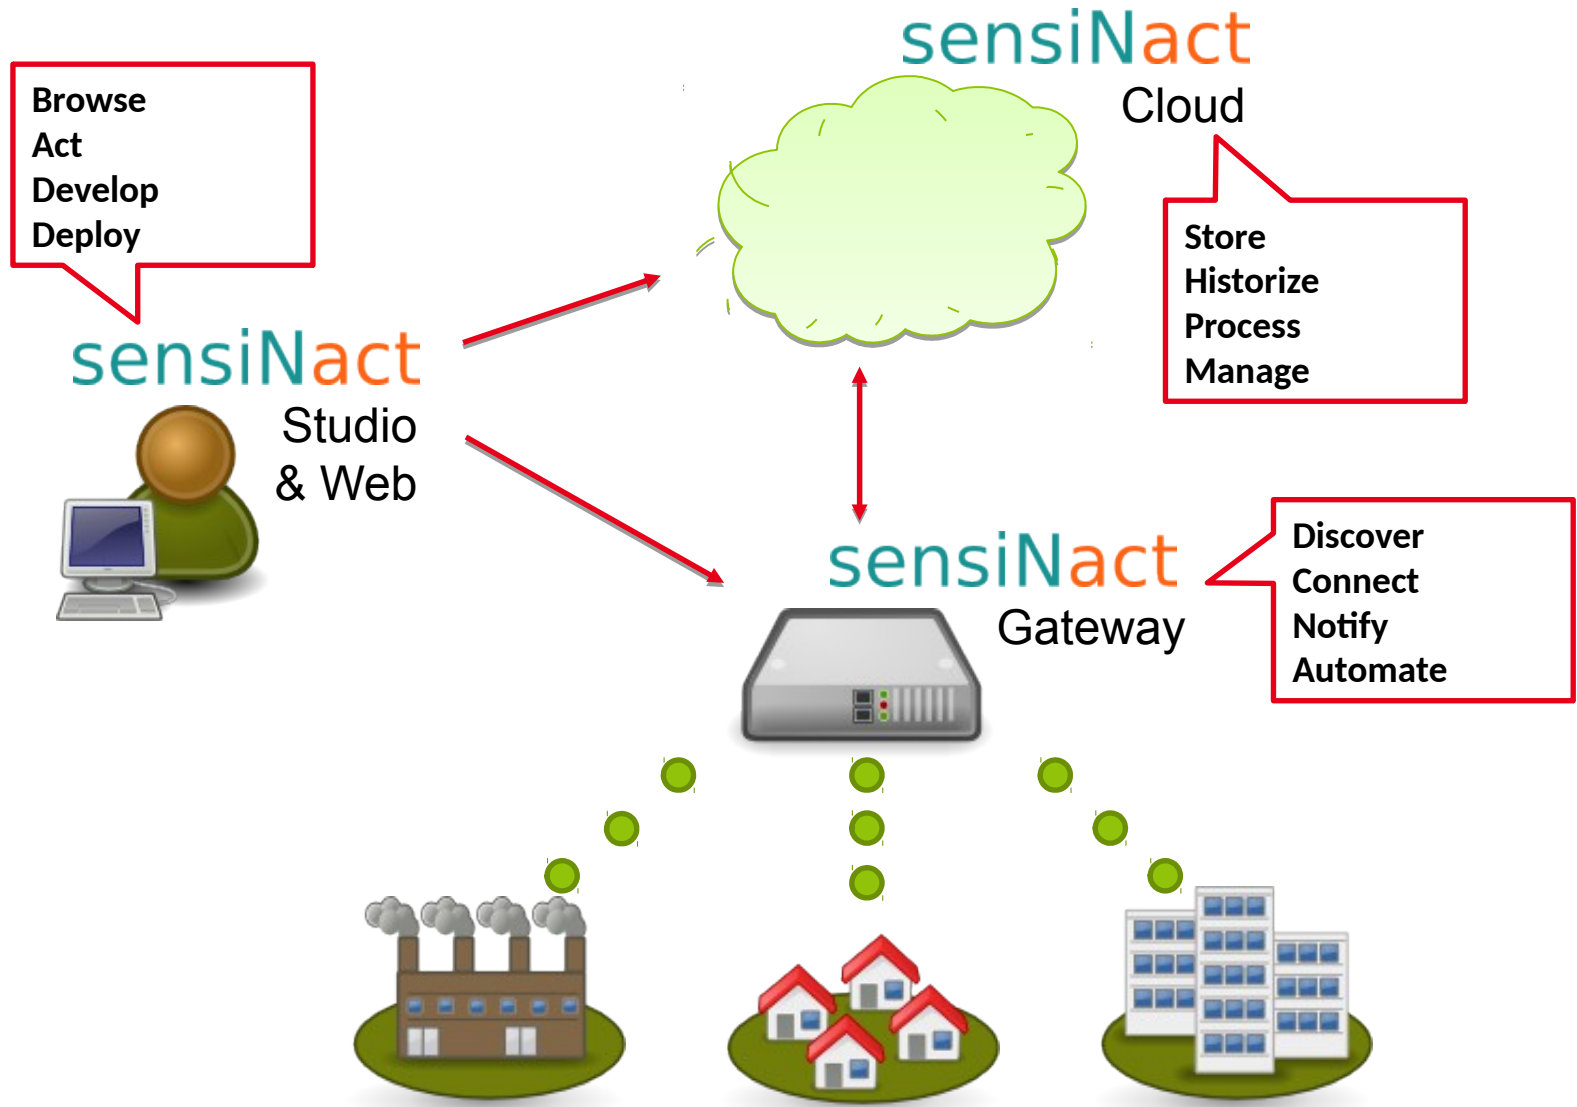 sensiNact
Cloud
Browse
Act
Develop
Deploy
Store
Historize
Process
Manage
sensiNact
Studio
& Web
sensiNact
Gateway
Discover
Connect
Notify
Automate